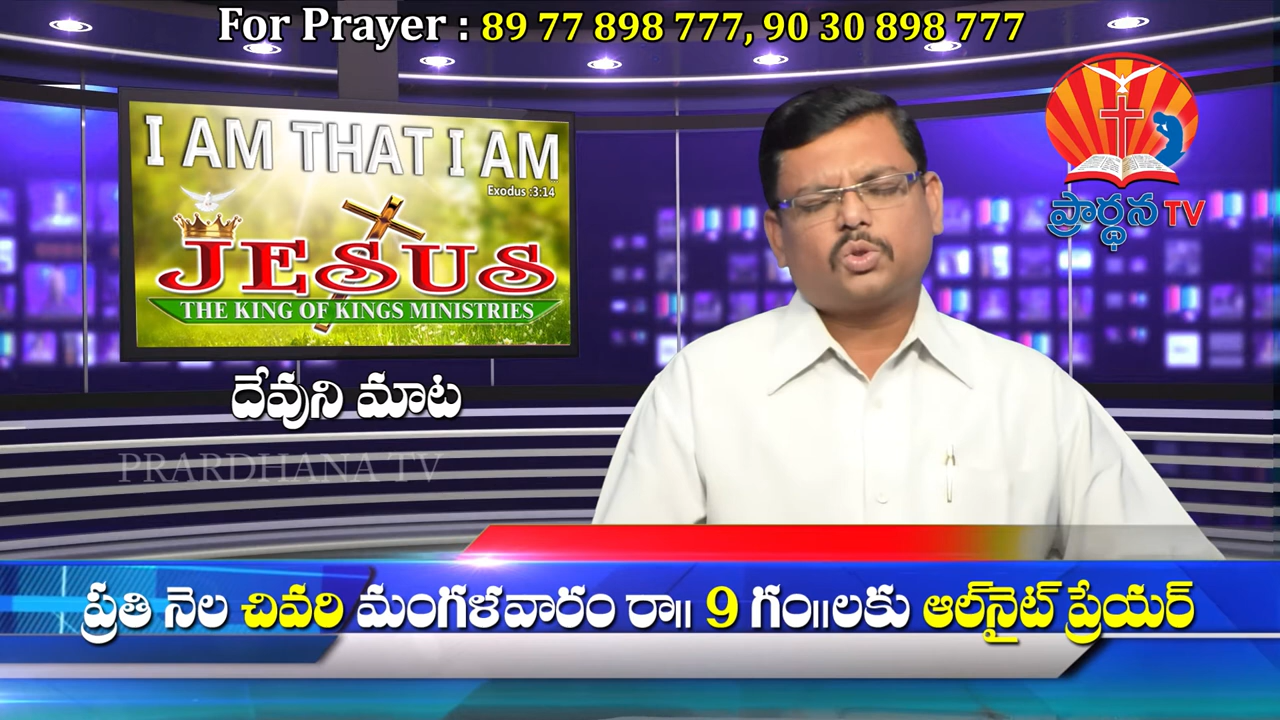 For Prayer : 89 77 898 777, 90 30 898 777
I AM THAT I AM
Exodus :3:14
JESUS
THE KING OF KINGS MINISTRIES
ప్రార్థన TV
దేవుని మాట
PRARDHANA TV
ప్రతి నెల చివరి మంగళవారం రా॥ 9 గం॥లకు ఆల్‌నైట్ ప్రేయర్